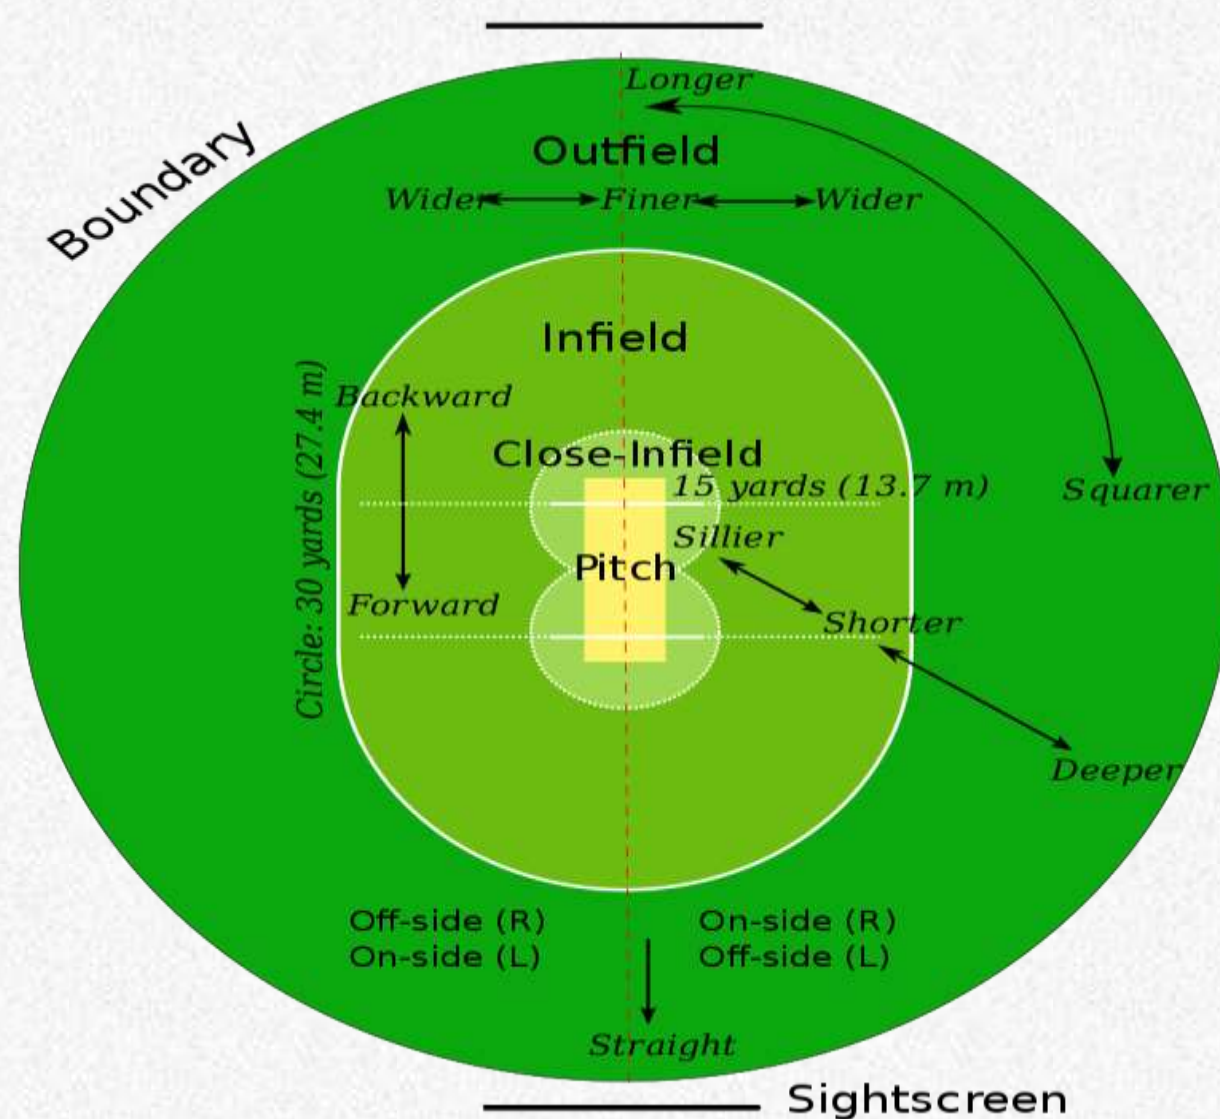 Longer
Boundary
Outfield
Wider Finer Wider
Infield
Circle: 30 yards (27.4 m)
Backward
Close-Infield
15 yards (13.7 m)
Squarer
Sillier
Pitch
Forward
Shorter
Deeper
Off-side (R)
On-side (L)
On-side (R)
Off-side (L)
Straight
Sightscreen